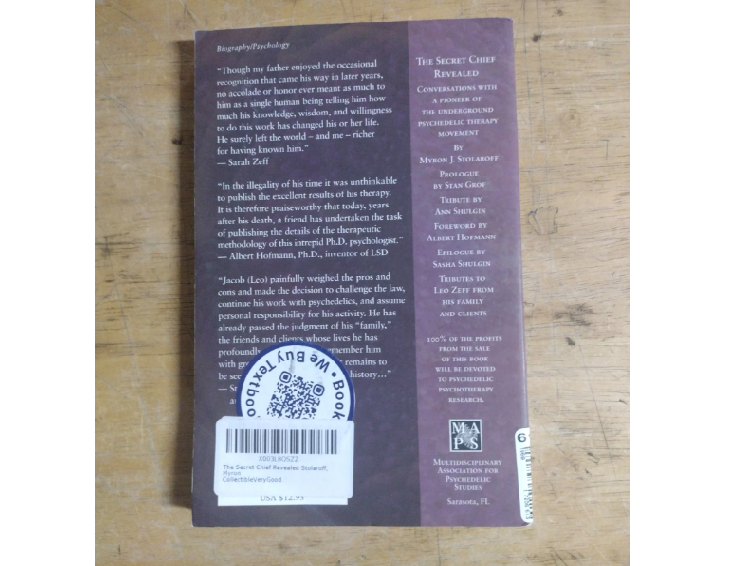 Biography/Psychology
"Though my father enjoyed the occasional
recognition that came his way in later years,
no accolade or honor ever meant as much to
him as a single human being telling him how
much his knowledge, wisdom, and willingness
to do this work has changed his or her life.
He surely left the world – and me – richer
for having known him."
— Sarah Zeff
"In the illegality of his time it was unthinkable
to publish the excellent results of his therapy.
It is therefore praiseworthy that today, years
after his death, a friend has undertaken the task
of publishing the details of the therapeutic
methodology of this intrepid Ph.D. psychologist."
— Albert Hofmann, Ph.D., inventor of LSD
"Jacob (Leo) painfully weighed the pros and
cons and made the decision to challenge the law,
continue his work with psychedelics, and assume
personal responsibility for his activity. He has
already passed the judgment of his "family,"
the friends and clients whose lives he has
profoundly
remember him
with
remains to
be
history..."
We Buy Textboo
Book
The Secret Chief Revealed Stolaroff,
Myron
CollectibleVeryGood
USA $12.95
THE SECRET CHIEF
REVEALED
CONVERSATIONS WITH
A PIONEER OF
THE UNDERGROUND
PSYCHEDELIC THERAPY
MOVEMENT
BY
MYRON J. STOLAROFF
PROLOGUE
BY STAN GROF
TRIBUTE BY
ANN SHULGIN
FOREWORD BY
ALBERT HOFMANN
EPILOGUE BY
SASHA SHULGIN
TRIBUTES TO
LEO ZEFF FROM
HIS FAMILY
AND CLIENTS
100% OF THE PROFITS
FROM THE SALE
OF THIS BOOK
WILL BE DEVOTED
TO PSYCHEDELIC
PSYCHOTHERAPY
RESEARCH.
MA
PS
MULTIDISCIPLINARY
ASSOCIATION FOR
PSYCHEDELIC
STUDIES
SARASOTA, FL
6